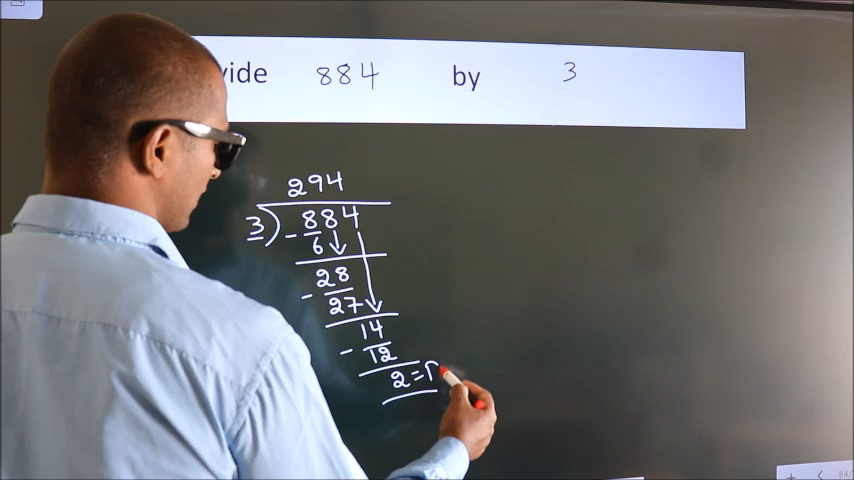 vide 884 by 3
294
3) - 884
6
28
- 27
14
- 12
2 = r